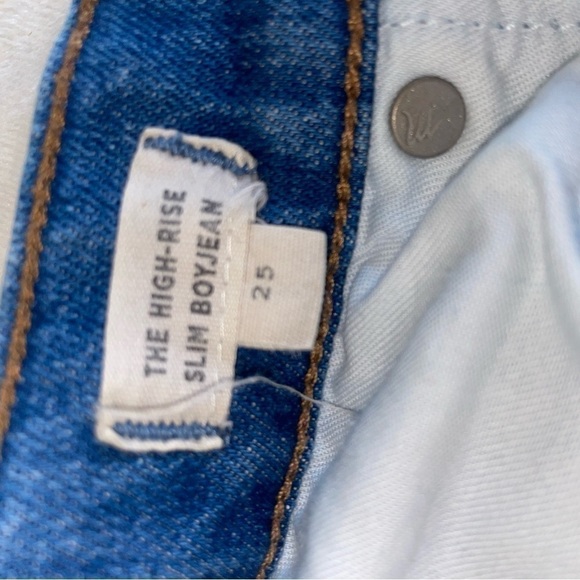 THE HIGH-RISE
SLIM BOYJEAN
25